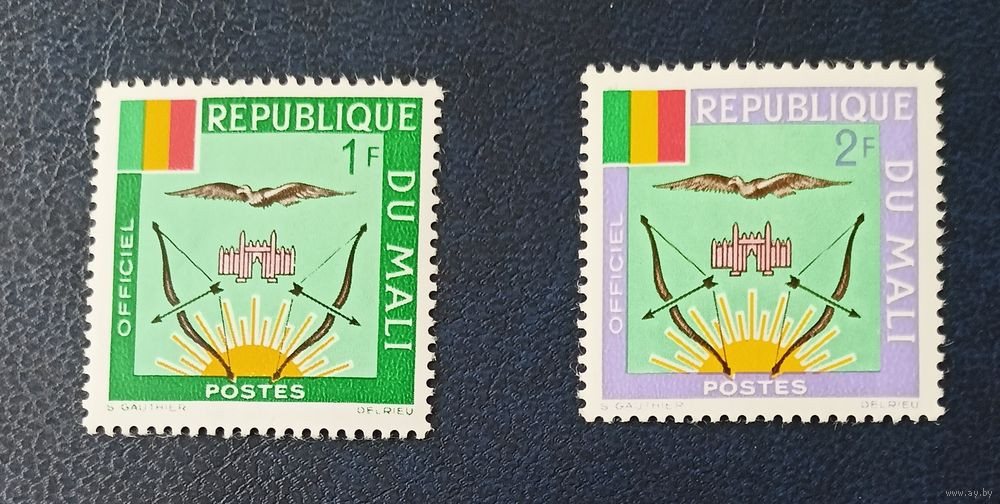 REPUBLIQUE
1F
DU MALI
OFFICIEL
POSTES
S GAUTHIER
DELRIEU
REPUBLIQUE
2F
DU MALI
OFFICIEL
POSTES
S GAUTHIER
DELRIEU
www.ay.by